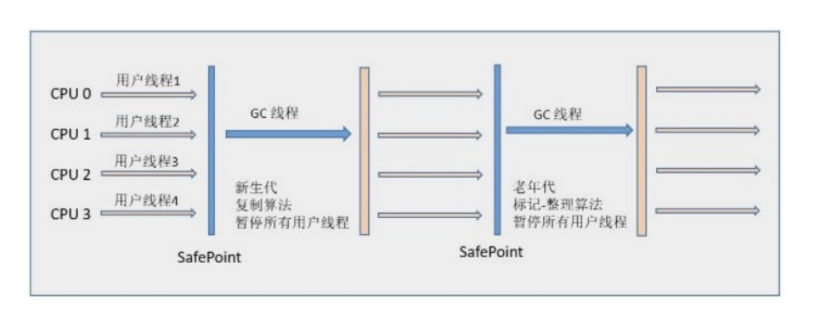 CPU 0
用户线程1
CPU 1
用户线程2
CPU 2
用户线程3
CPU 3
用户线程4
SafePoint
GC 线程
新生代
复制算法
暂停所有用户线程
SafePoint
GC 线程
老年代
标记-整理算法
暂停所有用户线程